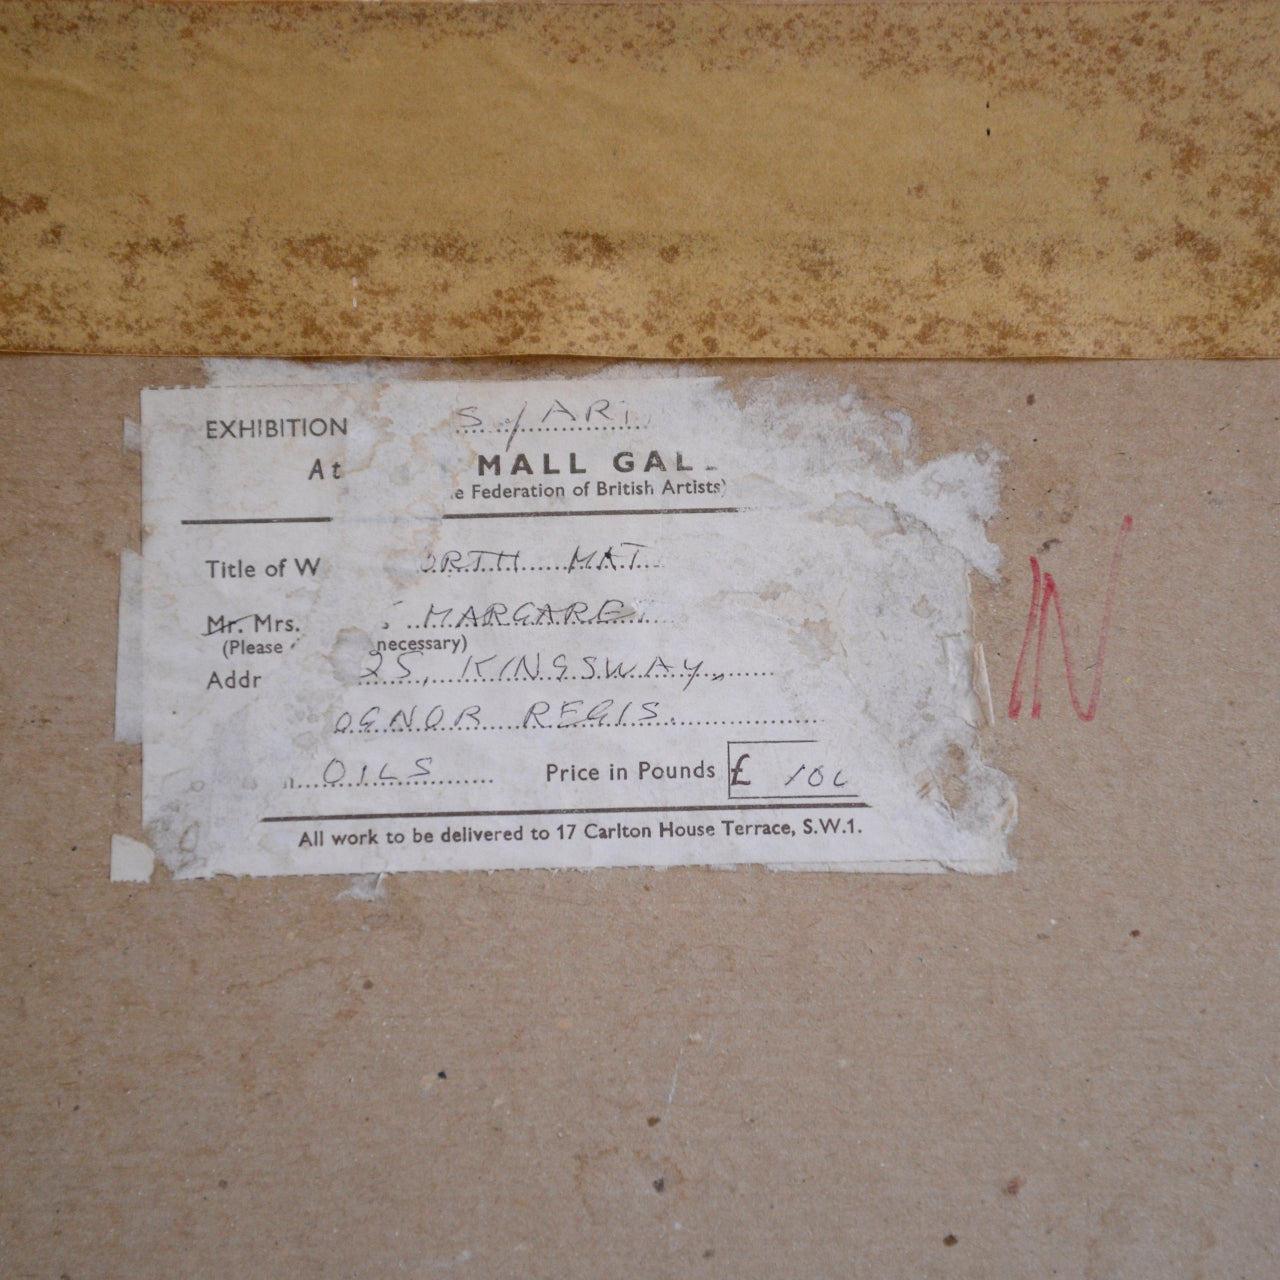 EXHIBITION S. / ART
At MALL GAL
e Federation of British Artists)
Title of W ORTH MAT
Mr. Mrs. MARGARET
(Please necessary)
Addr 25, KINGSWAY,
OGNOR REGIS.
OILS Price in Pounds £ 100
All work to be delivered to 17 Carlton House Terrace, S.W.1.
IN